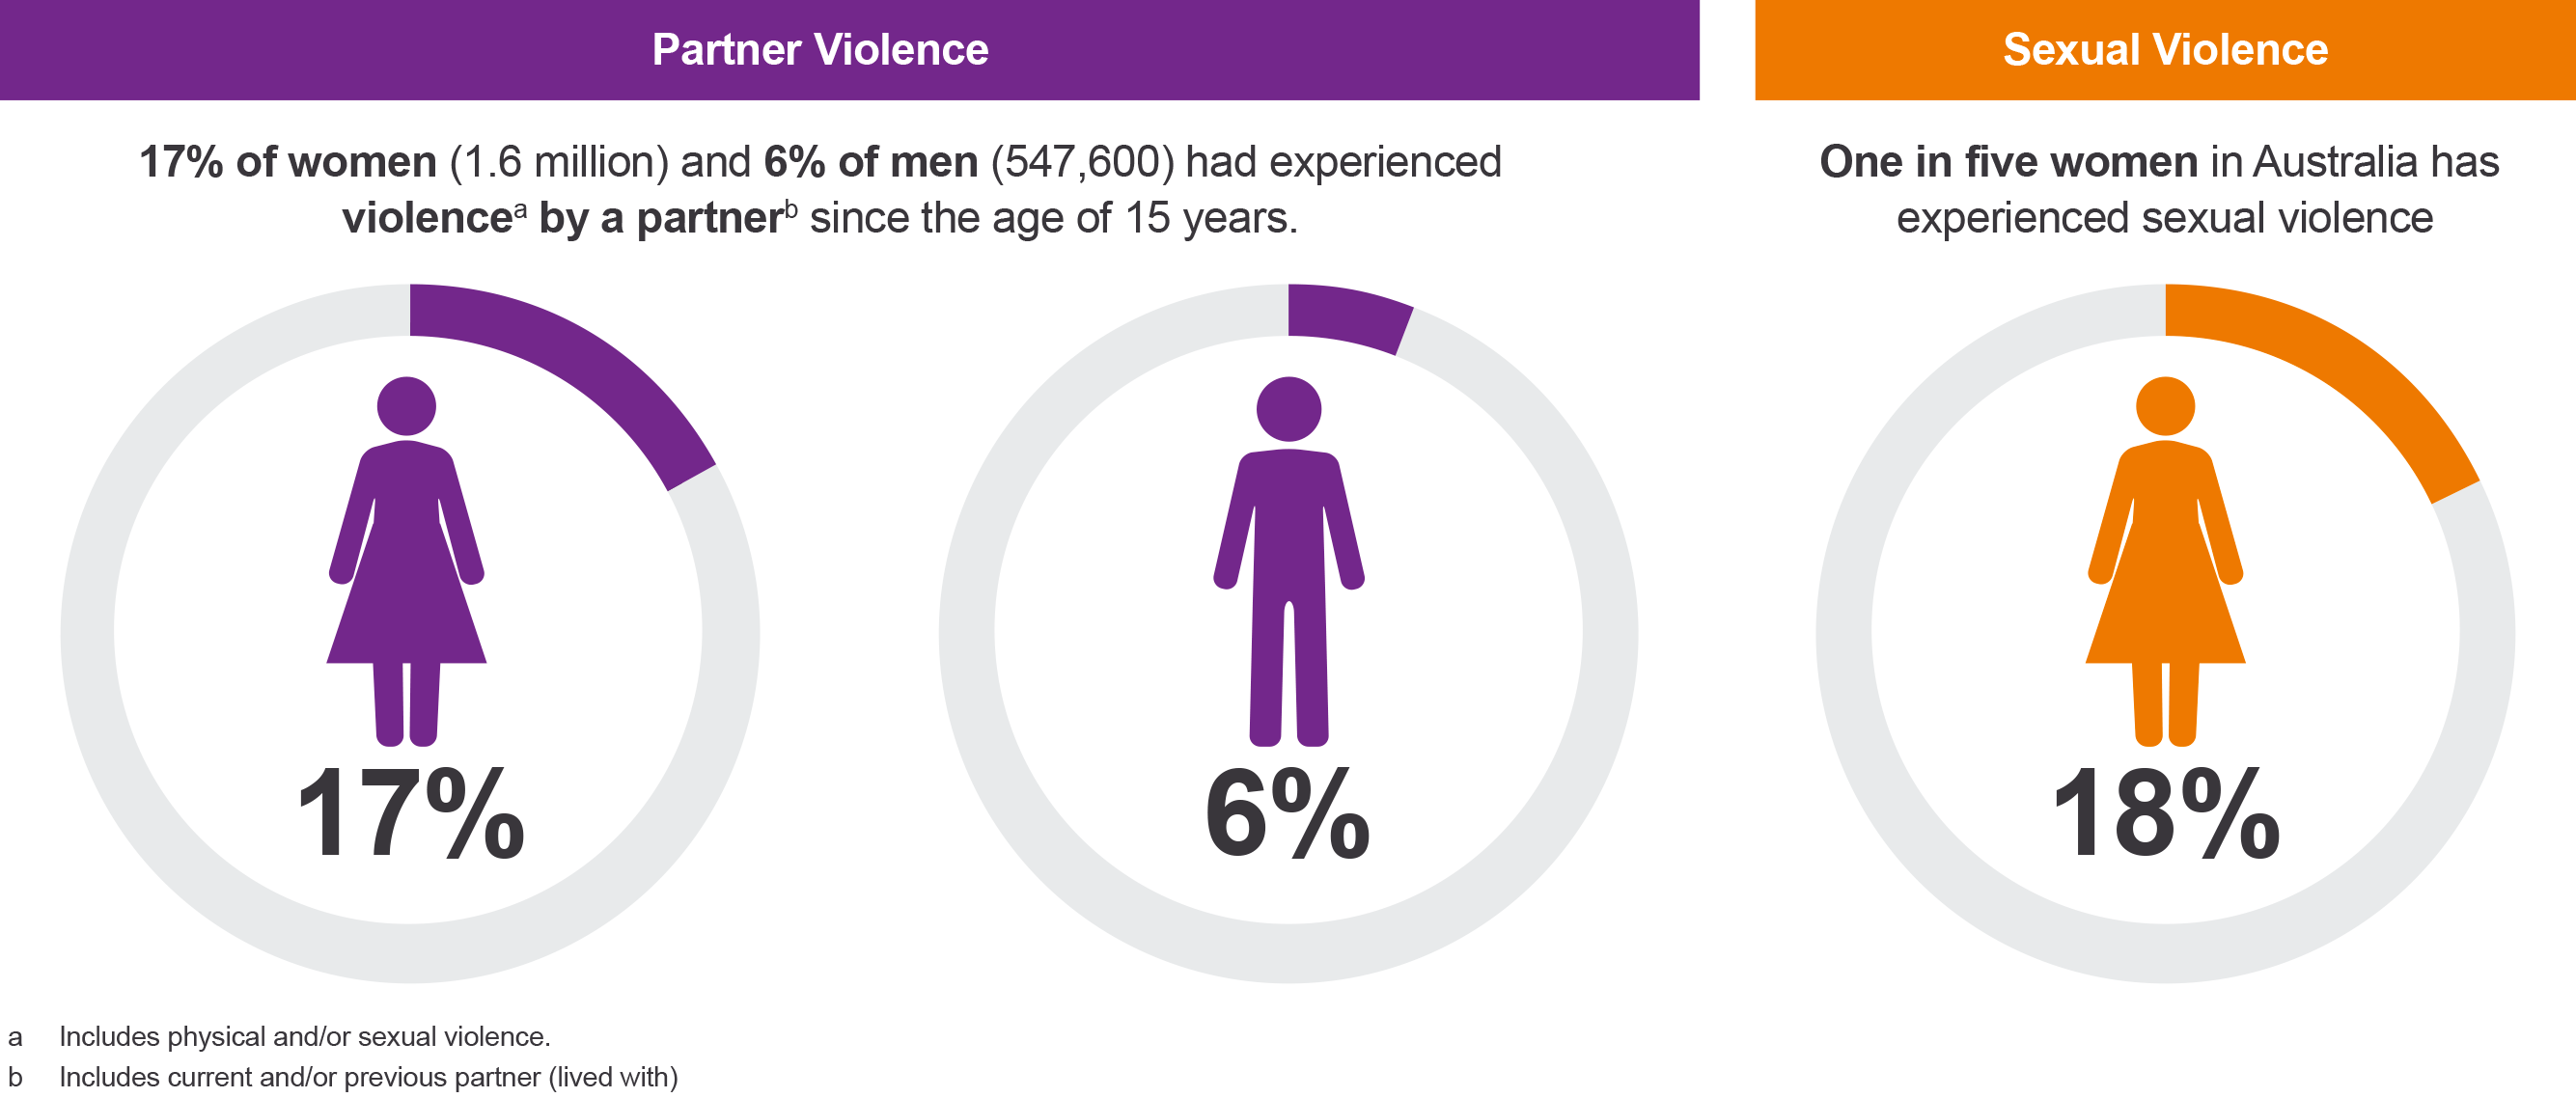 Partner Violence
17% of women (1.6 million) and 6% of men (547,600) had experienced
violenceᵃ by a partnerᵇ since the age of 15 years.
17%
6%
Sexual Violence
One in five women in Australia has
experienced sexual violence
18%
a Includes physical and/or sexual violence.
b Includes current and/or previous partner (lived with)